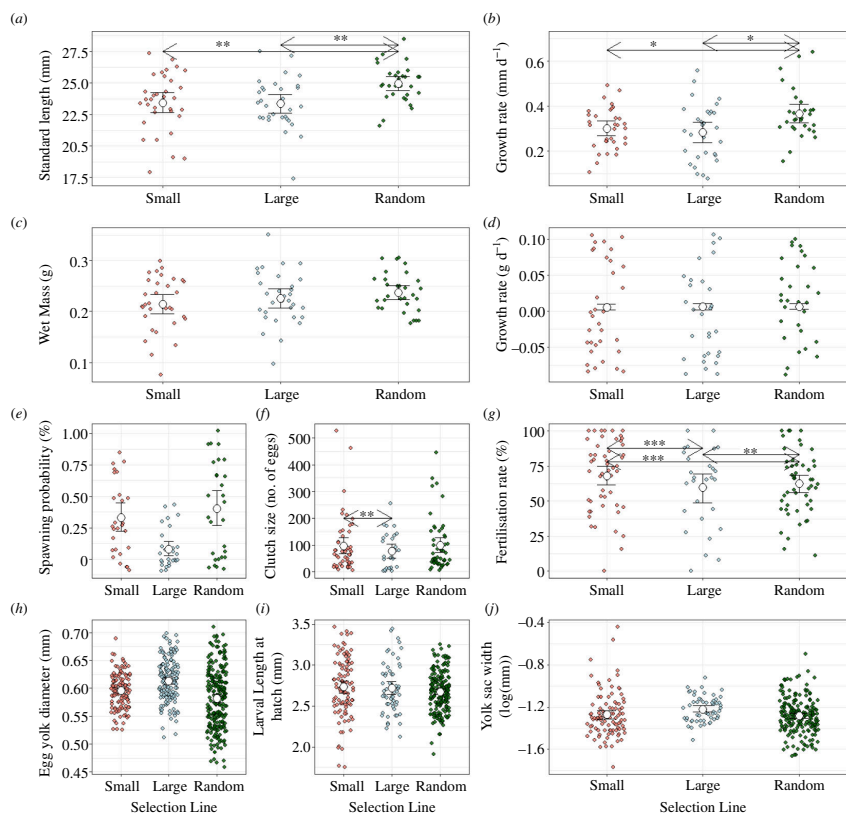 (a)
Standard length (mm)
27.5
25.0
22.5
20.0
17.5
**
**
Small
Large
Random
(b)
Growth rate (mm d⁻¹)
0.6
0.4
0.2
*
*
Small
Large
Random
(c)
Wet Mass (g)
0.3
0.2
0.1
Small
Large
Random
(d)
Growth rate (g d⁻¹)
0.10
0.05
0.00
−0.05
Small
Large
Random
(e)
Spawning probability (%)
1.00
0.75
0.50
0.25
0
Small
Large
Random
(f)
Clutch size (no. of eggs)
500
400
300
200
100
0
**
Small
Large
Random
(g)
Fertilisation rate (%)
100
75
50
25
0
***
**
***
Small
Large
Random
(h)
Egg yolk diameter (mm)
0.70
0.65
0.60
0.55
0.50
0.45
Small
Large
Random
Selection Line
(i)
Larval Length at
hatch (mm)
3.5
3.0
2.5
2.0
Small
Large
Random
Selection Line
(j)
Yolk sac width
(log(mm))
−0.4
−0.8
−1.2
−1.6
Small
Large
Random
Selection Line